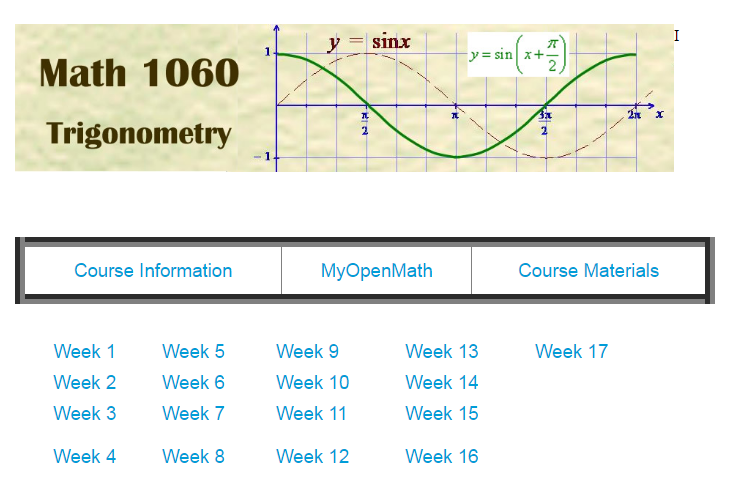 Math 1060
Trigonometry
y = sinx
y = sin(x + π/2)
1
-1
π/2
π
3π/2
2π
x
Course Information
MyOpenMath
Course Materials
Week 1 Week 5 Week 9 Week 13 Week 17
Week 2 Week 6 Week 10 Week 14
Week 3 Week 7 Week 11 Week 15
Week 4 Week 8 Week 12 Week 16